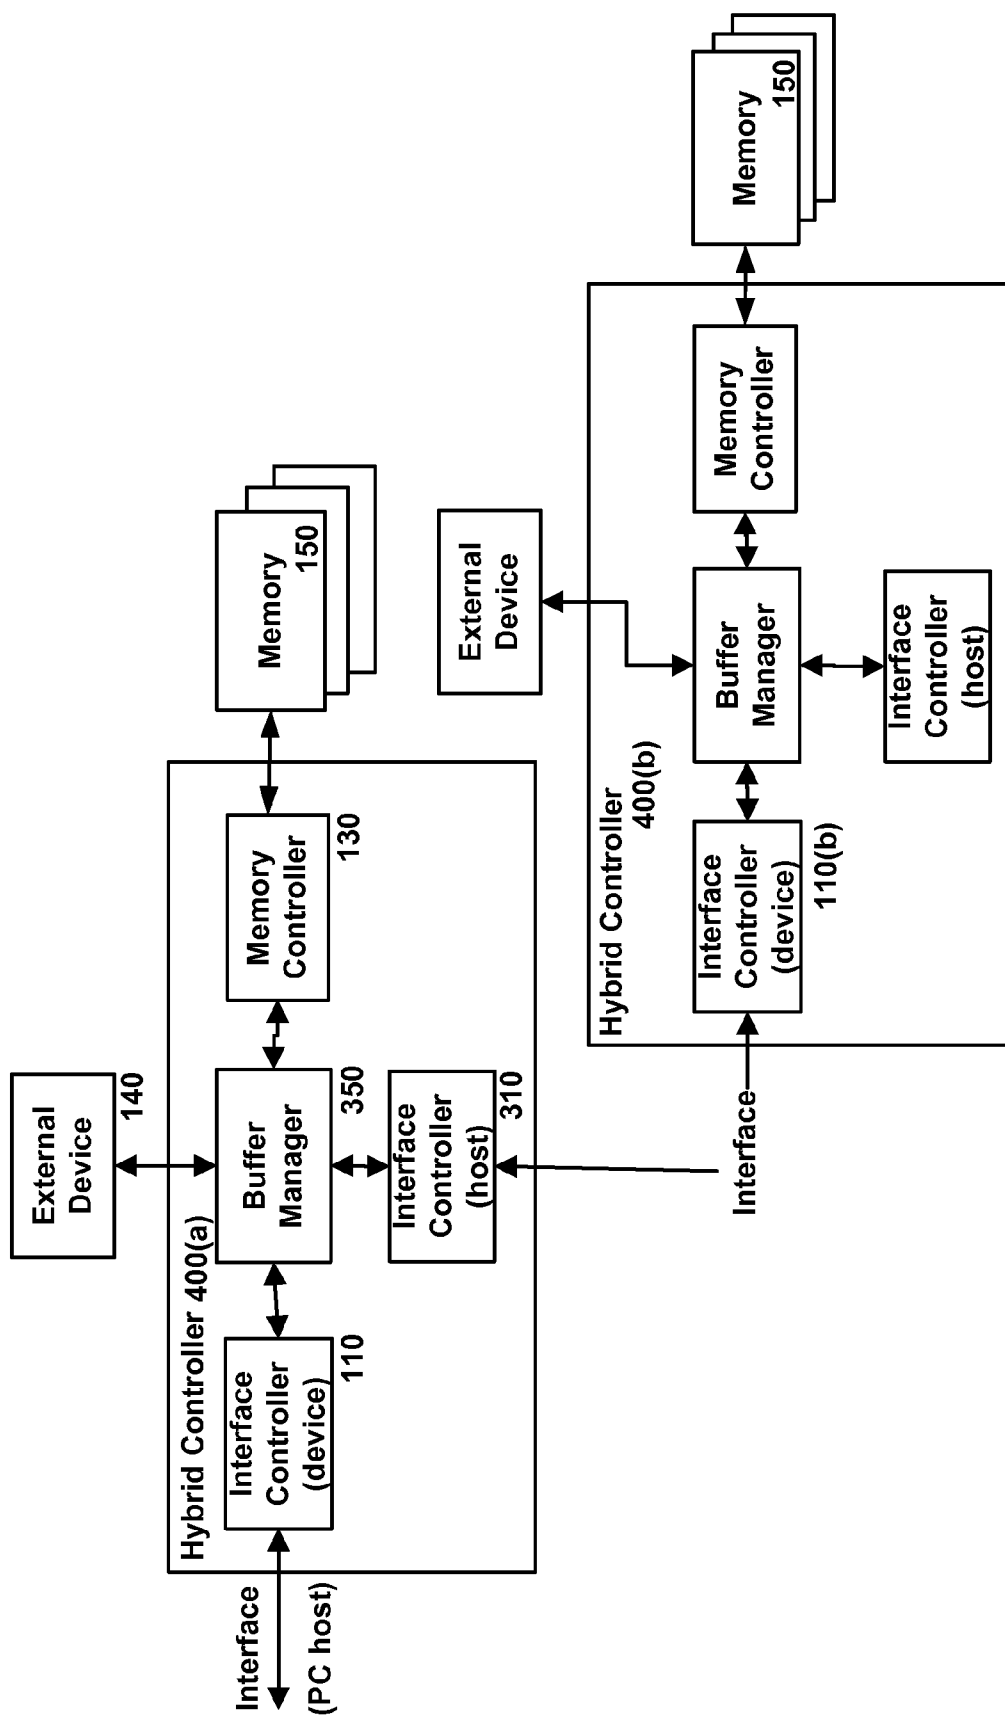 External
Device
140
Hybrid Controller 400(a)
Interface
(PC host)
Interface
Controller
(device)
110
Buffer
Manager
350
Memory
Controller
130
Memory
150
Interface
Controller
(host)
310
External
Device
Hybrid Controller
400(b)
Interface
Interface
Controller
(device)
110(b)
Buffer
Manager
Memory
Controller
Memory
150
Interface
Controller
(host)